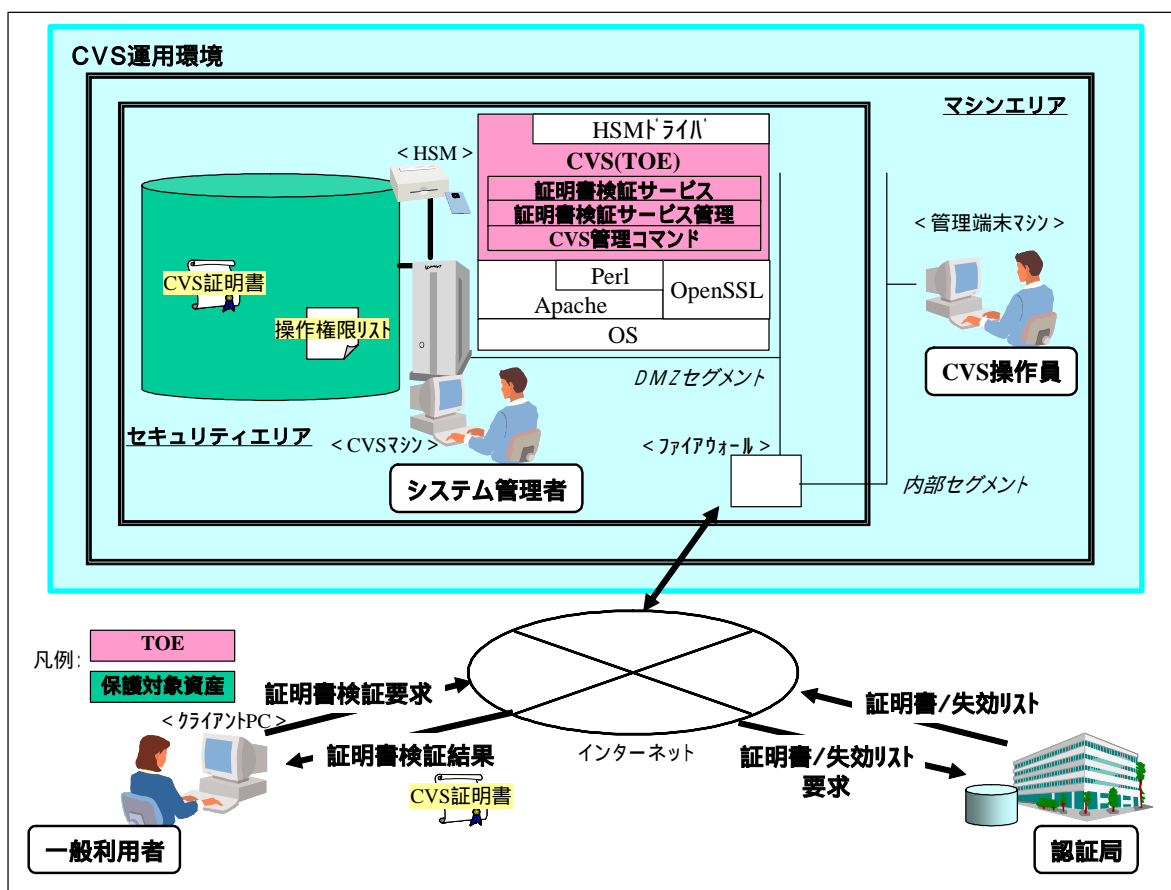 CVS運用環境
マシンエリア
HSMドライバ
< HSM >
CVS(TOE)
証明書検証サービス
証明書検証サービス管理
CVS管理コマンド
Perl
Apache
OpenSSL
OS
CVS証明書
操作権限リスト
< 管理端末マシン >
CVS操作員
DMZセグメント
セキュリティエリア
< CVSマシン >
< ファイアウォール >
システム管理者
内部セグメント
凡例:
TOE
保護対象資産
証明書検証要求
< クライアントPC >
証明書/失効リスト
証明書検証結果
インターネット
証明書/失効リスト
要求
CVS証明書
一般利用者
認証局